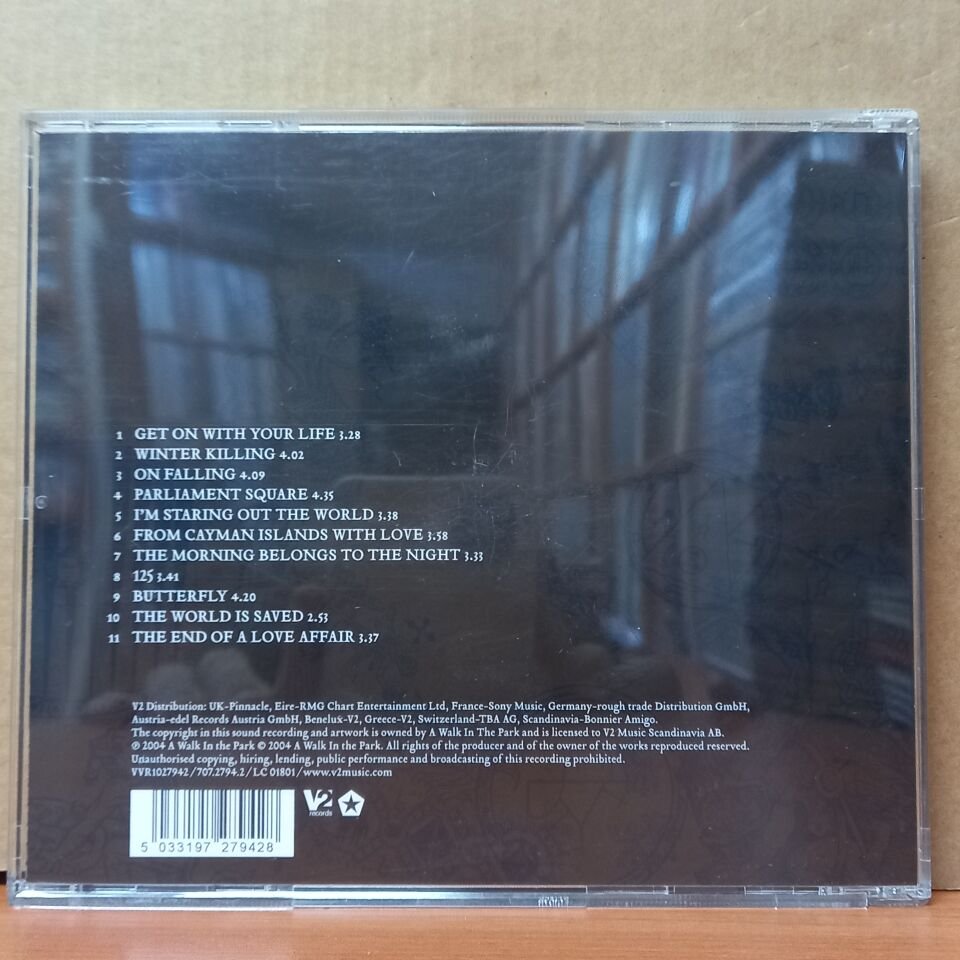 1 GET ON WITH YOUR LIFE 3.28
2 WINTER KILLING 4.02
3 ON FALLING 4.09
4 PARLIAMENT SQUARE 4.35
5 I'M STARING OUT THE WORLD 3.38
6 FROM CAYMAN ISLANDS WITH LOVE 3.58
7 THE MORNING BELONGS TO THE NIGHT 3.33
8 125 3.41
9 BUTTERFLY 4.20
10 THE WORLD IS SAVED 2.53
11 THE END OF A LOVE AFFAIR 3.37
V2 Distribution: UK-Pinnacle, Eire-RMG Chart Entertainment Ltd, France-Sony Music, Germany-rough trade Distribution GmbH,
Austria-edel Records Austria GmbH, Benelux-V2, Greece-V2, Switzerland-TBA AG, Scandinavia-Bonnier Amigo.
The copyright in this sound recording and artwork is owned by A Walk In The Park and is licensed to V2 Music Scandinavia AB.
℗ 2004 A Walk In the Park © 2004 A Walk In the Park. All rights of the producer and of the owner of the works reproduced reserved.
Unauthorised copying, hiring, lending, public performance and broadcasting of this recording prohibited.
VVR1027942 / 707.2794.2 / LC 01801 / www.v2music.com
V2 records
5 033197 279428